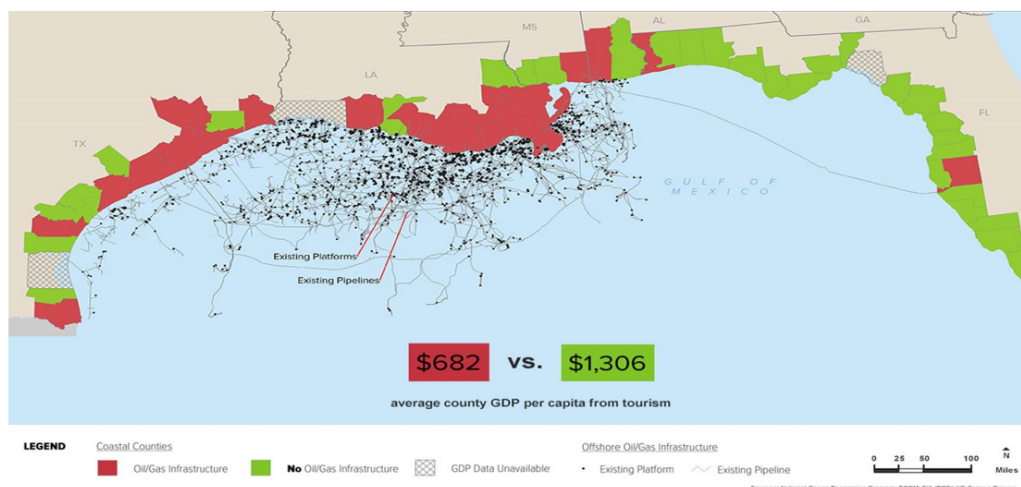 MS
AL
GA
LA
TX
FL
GULF OF
MEXICO
Existing Platforms
Existing Pipelines
$682 vs. $1,306
average county GDP per capita from tourism
LEGEND
Coastal Counties
Oil/Gas Infrastructure
No Oil/Gas Infrastructure
GDP Data Unavailable
Offshore Oil/Gas Infrastructure
Existing Platform
Existing Pipeline
N
0 25 50 100 Miles